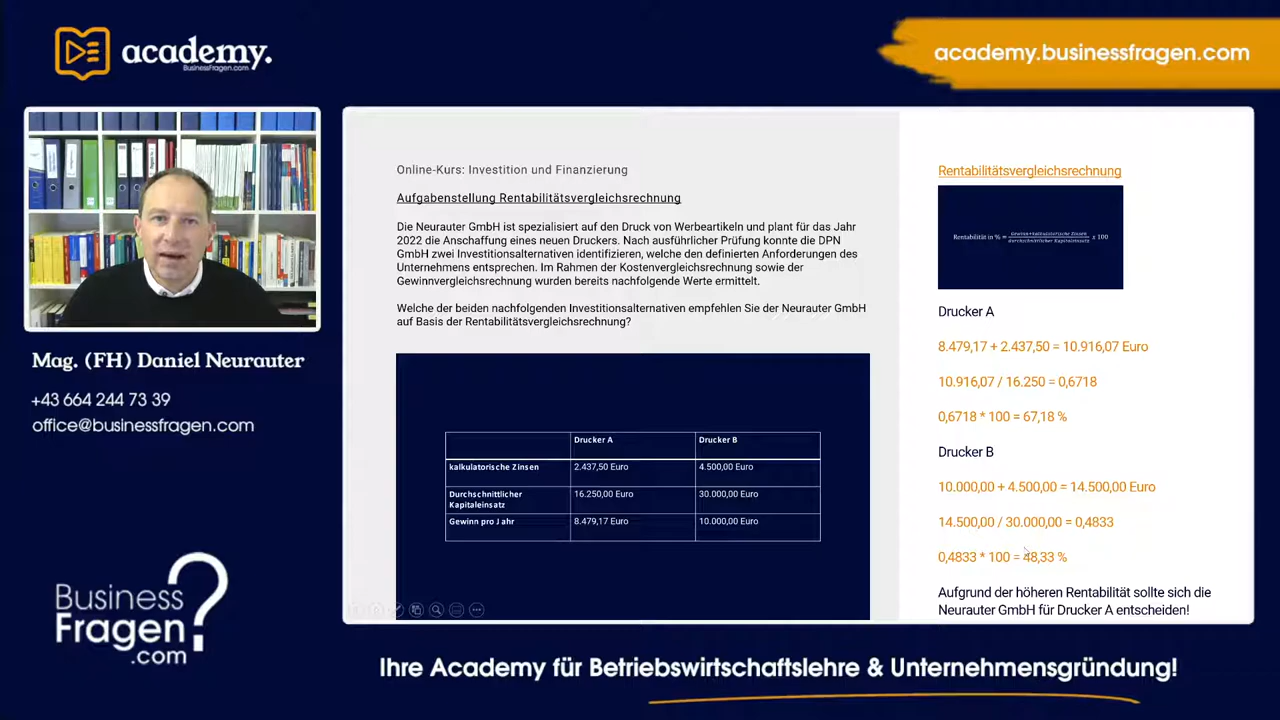 academy.
BusinessFragen.com
academy.businessfragen.com
Mag. (FH) Daniel Neurauter
+43 664 244 73 39
office@businessfragen.com
Business
Fragen
.com
?
Online-Kurs: Investition und Finanzierung
Aufgabenstellung Rentabilitätsvergleichsrechnung
Die Neurauter GmbH ist spezialisiert auf den Druck von Werbeartikeln und plant für das Jahr
2022 die Anschaffung eines neuen Druckers. Nach ausführlicher Prüfung konnte die DPN
GmbH zwei Investitionsalternativen identifizieren, welche den definierten Anforderungen des
Unternehmens entsprechen. Im Rahmen der Kostenvergleichsrechnung sowie der
Gewinnvergleichsrechnung wurden bereits nachfolgende Werte ermittelt.
Welche der beiden nachfolgenden Investitionsalternativen empfehlen Sie der Neurauter GmbH
auf Basis der Rentabilitätsvergleichsrechnung?
Drucker A Drucker B
kalkulatorische Zinsen 2.437,50 Euro 4.500,00 Euro
Durchschnittlicher
Kapitaleinsatz 16.250,00 Euro 30.000,00 Euro
Gewinn pro Jahr 8.479,17 Euro 10.000,00 Euro
Rentabilitätsvergleichsrechnung
Rentabilität in % = Gewinn+kalkulatorische Zinsen / durchschnittlicher Kapitaleinsatz x 100
Drucker A
8.479,17 + 2.437,50 = 10.916,07 Euro
10.916,07 / 16.250 = 0,6718
0,6718 * 100 = 67,18 %
Drucker B
10.000,00 + 4.500,00 = 14.500,00 Euro
14.500,00 / 30.000,00 = 0,4833
0,4833 * 100 = 48,33 %
Aufgrund der höheren Rentabilität sollte sich die
Neurauter GmbH für Drucker A entscheiden!
Ihre Academy für Betriebswirtschaftslehre & Unternehmensgründung!